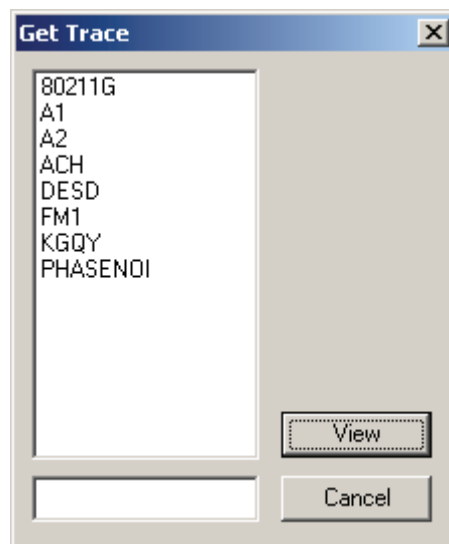 Get Trace
80211G
A1
A2
ACH
DESD
FM1
KGQY
PHASENOI
View
Cancel